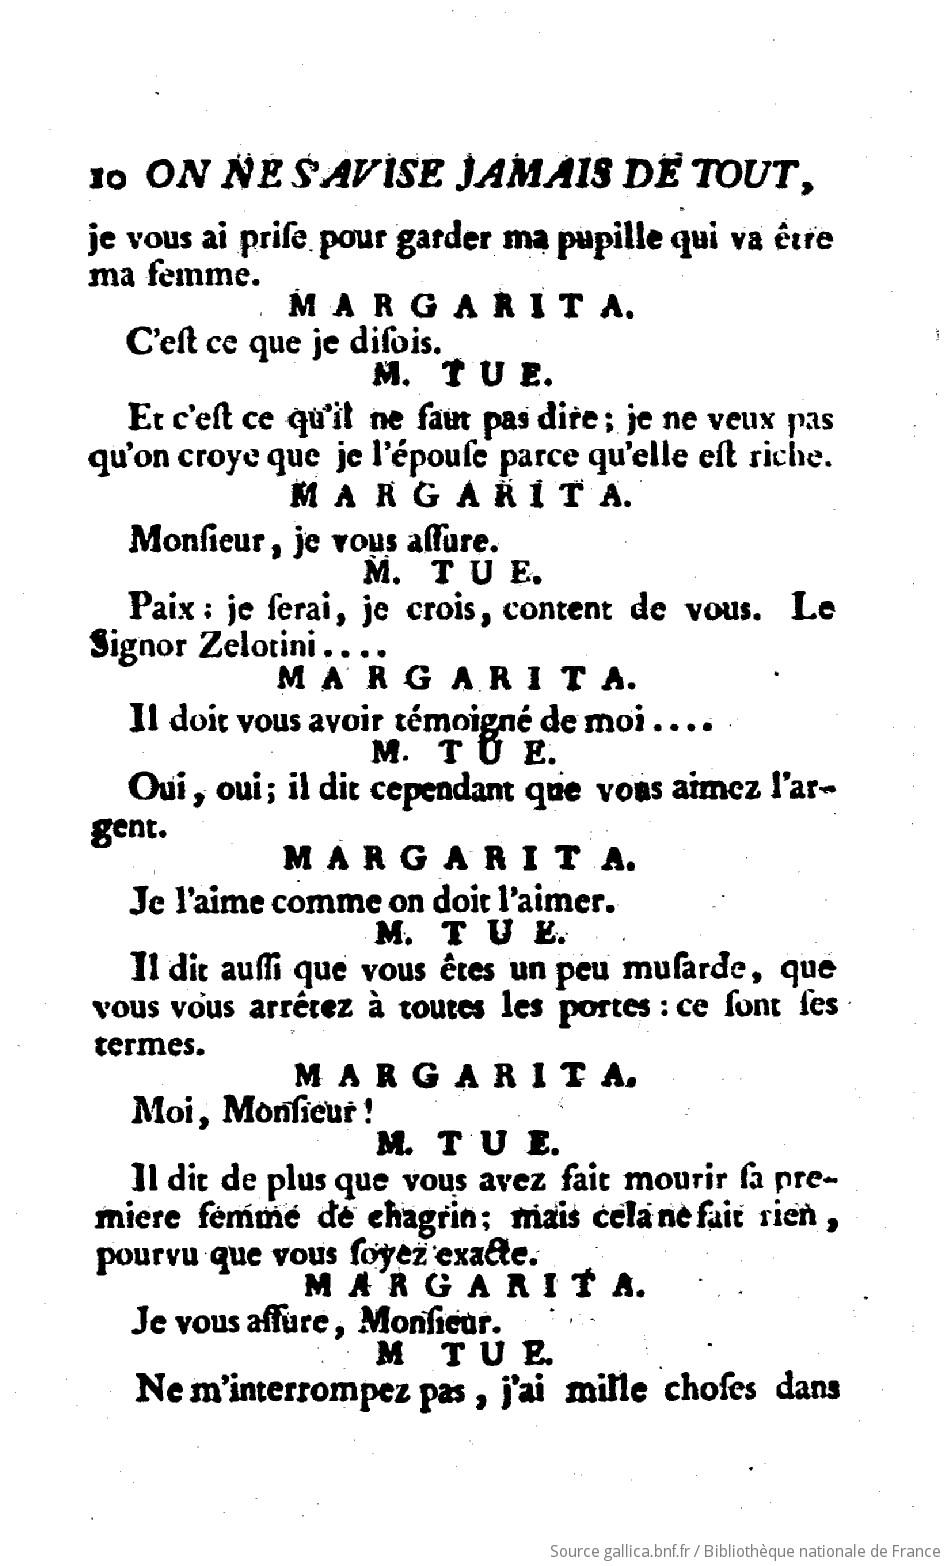 10 ON NE S'AVISE JAMAIS DE TOUT,
je vous ai priſe pour garder ma pupille qui va être
ma femme.
MARGARITA.
C'eſt ce que je diſois.
M. TUE.
Et c'eſt ce qu'il ne faut pas dire ; je ne veux pas
qu'on croye que je l'épouſe parce qu'elle eſt riche.
MARGARITA.
Monſieur, je vous aſſure.
M. TUE.
Paix : je ſerai, je crois, content de vous. Le
Signor Zelotini....
MARGARITA.
Il doit vous avoir témoigné de moi....
M. TUE.
Oui, oui ; il dit cependant que vous aimez l'ar-
gent.
MARGARITA.
Je l'aime comme on doit l'aimer.
M. TUE.
Il dit auſſi que vous êtes un peu muſarde, que
vous vous arrêtez à toutes les portes : ce ſont ſes
termes.
MARGARITA.
Moi, Monſieur !
M. TUE.
Il dit de plus que vous avez fait mourir ſa pre-
miere femme de chagrin ; mais cela ne fait rien,
pourvu que vous ſoyez exacte.
MARGARITA.
Je vous aſſure, Monſieur.
M TUE.
Ne m'interrompez pas, j'ai mille choſes dans
Source gallica.bnf.fr / Bibliothèque nationale de France